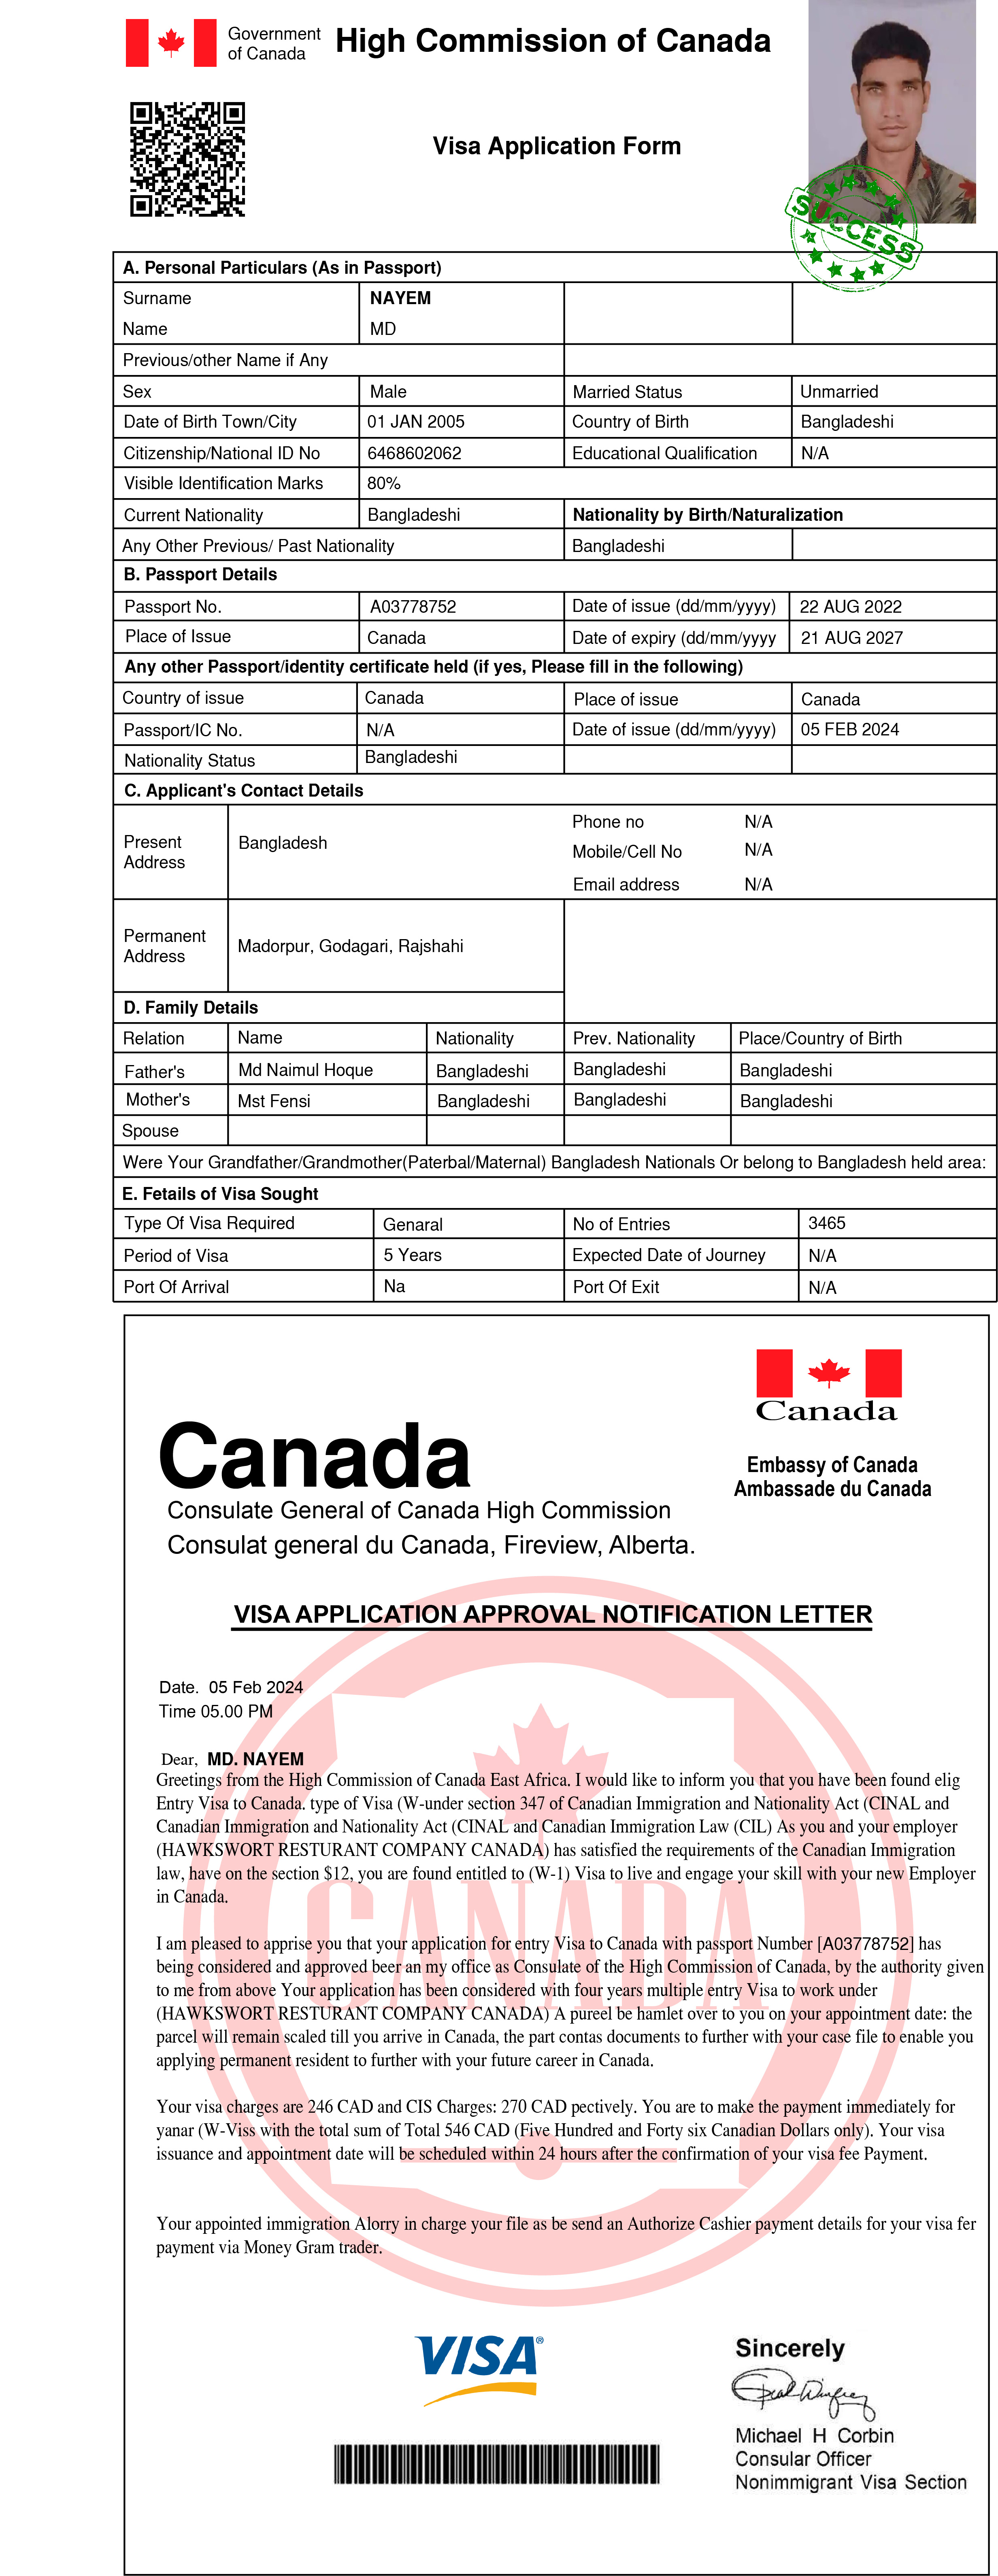 Government
of Canada
High Commission of Canada
Visa Application Form
SUCCESS
A. Personal Particulars (As in Passport)
Surname NAYEM
Name MD
Previous/other Name if Any
Sex Male Married Status Unmarried
Date of Birth Town/City 01 JAN 2005 Country of Birth Bangladeshi
Citizenship/National ID No 6468602062 Educational Qualification N/A
Visible Identification Marks 80%
Current Nationality Bangladeshi Nationality by Birth/Naturalization
Any Other Previous/ Past Nationality Bangladeshi
B. Passport Details
Passport No. A03778752 Date of issue (dd/mm/yyyy) 22 AUG 2022
Place of Issue Canada Date of expiry (dd/mm/yyyy 21 AUG 2027
Any other Passport/identity certificate held (if yes, Please fill in the following)
Country of issue Canada Place of issue Canada
Passport/IC No. N/A Date of issue (dd/mm/yyyy) 05 FEB 2024
Nationality Status Bangladeshi
C. Applicant's Contact Details
Present
Address
Bangladesh
Phone no N/A
Mobile/Cell No N/A
Email address N/A
Permanent
Address
Madorpur, Godagari, Rajshahi
D. Family Details
Relation Name Nationality Prev. Nationality Place/Country of Birth
Father's Md Naimul Hoque Bangladeshi Bangladeshi Bangladeshi
Mother's Mst Fensi Bangladeshi Bangladeshi Bangladeshi
Spouse
Were Your Grandfather/Grandmother(Paterbal/Maternal) Bangladesh Nationals Or belong to Bangladesh held area:
E. Fetails of Visa Sought
Type Of Visa Required Genaral No of Entries 3465
Period of Visa 5 Years Expected Date of Journey N/A
Port Of Arrival Na Port Of Exit N/A
Canada
Embassy of Canada
Ambassade du Canada
Canada
Consulate General of Canada High Commission
Consulat general du Canada, Fireview, Alberta.
VISA APPLICATION APPROVAL NOTIFICATION LETTER
Date. 05 Feb 2024
Time 05.00 PM
Dear, MD. NAYEM
Greetings from the High Commission of Canada East Africa. I would like to inform you that you have been found elig
Entry Visa to Canada. type of Visa (W-under section 347 of Canadian Immigration and Nationality Act (CINAL and
Canadian Immigration and Nationality Act (CINAL and Canadian Immigration Law (CIL) As you and your employer
(HAWKSWORT RESTURANT COMPANY CANADA) has satisfied the requirements of the Canadian Immigration
law, have on the section $12, you are found entitled to (W-1) Visa to live and engage your skill with your new Employer
in Canada.
CANADA
I am pleased to apprise you that your application for entry Visa to Canada with passport Number [A03778752] has
being considered and approved beer an my office as Consulate of the High Commission of Canada, by the authority given
to me from above Your application has been considered with four years multiple entry Visa to work under
(HAWKSWORT RESTURANT COMPANY CANADA) A pureel be hamlet over to you on your appointment date: the
parcel will remain scaled till you arrive in Canada, the part contas documents to further with your case file to enable you
applying permanent resident to further with your future career in Canada.
Your visa charges are 246 CAD and CIS Charges: 270 CAD pectively. You are to make the payment immediately for
yanar (W-Viss with the total sum of Total 546 CAD (Five Hundred and Forty six Canadian Dollars only). Your visa
issuance and appointment date will be scheduled within 24 hours after the confirmation of your visa fee Payment.
Your appointed immigration Alorry in charge your file as be send an Authorize Cashier payment details for your visa fer
payment via Money Gram trader.
VISA®
Sincerely
Michael H Corbin
Consular Officer
Nonimmigrant Visa Section